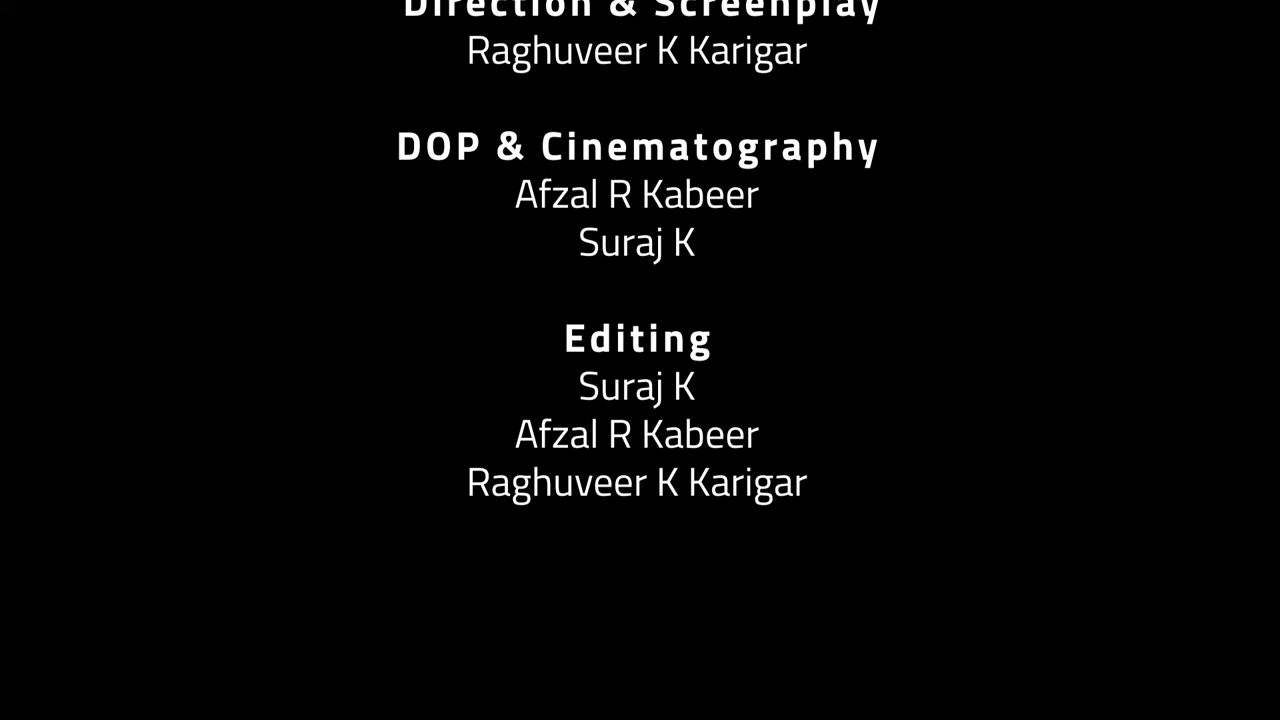 Direction & Screenplay
Raghuveer K Karigar
DOP & Cinematography
Afzal R Kabeer
Suraj K
Editing
Suraj K
Afzal R Kabeer
Raghuveer K Karigar